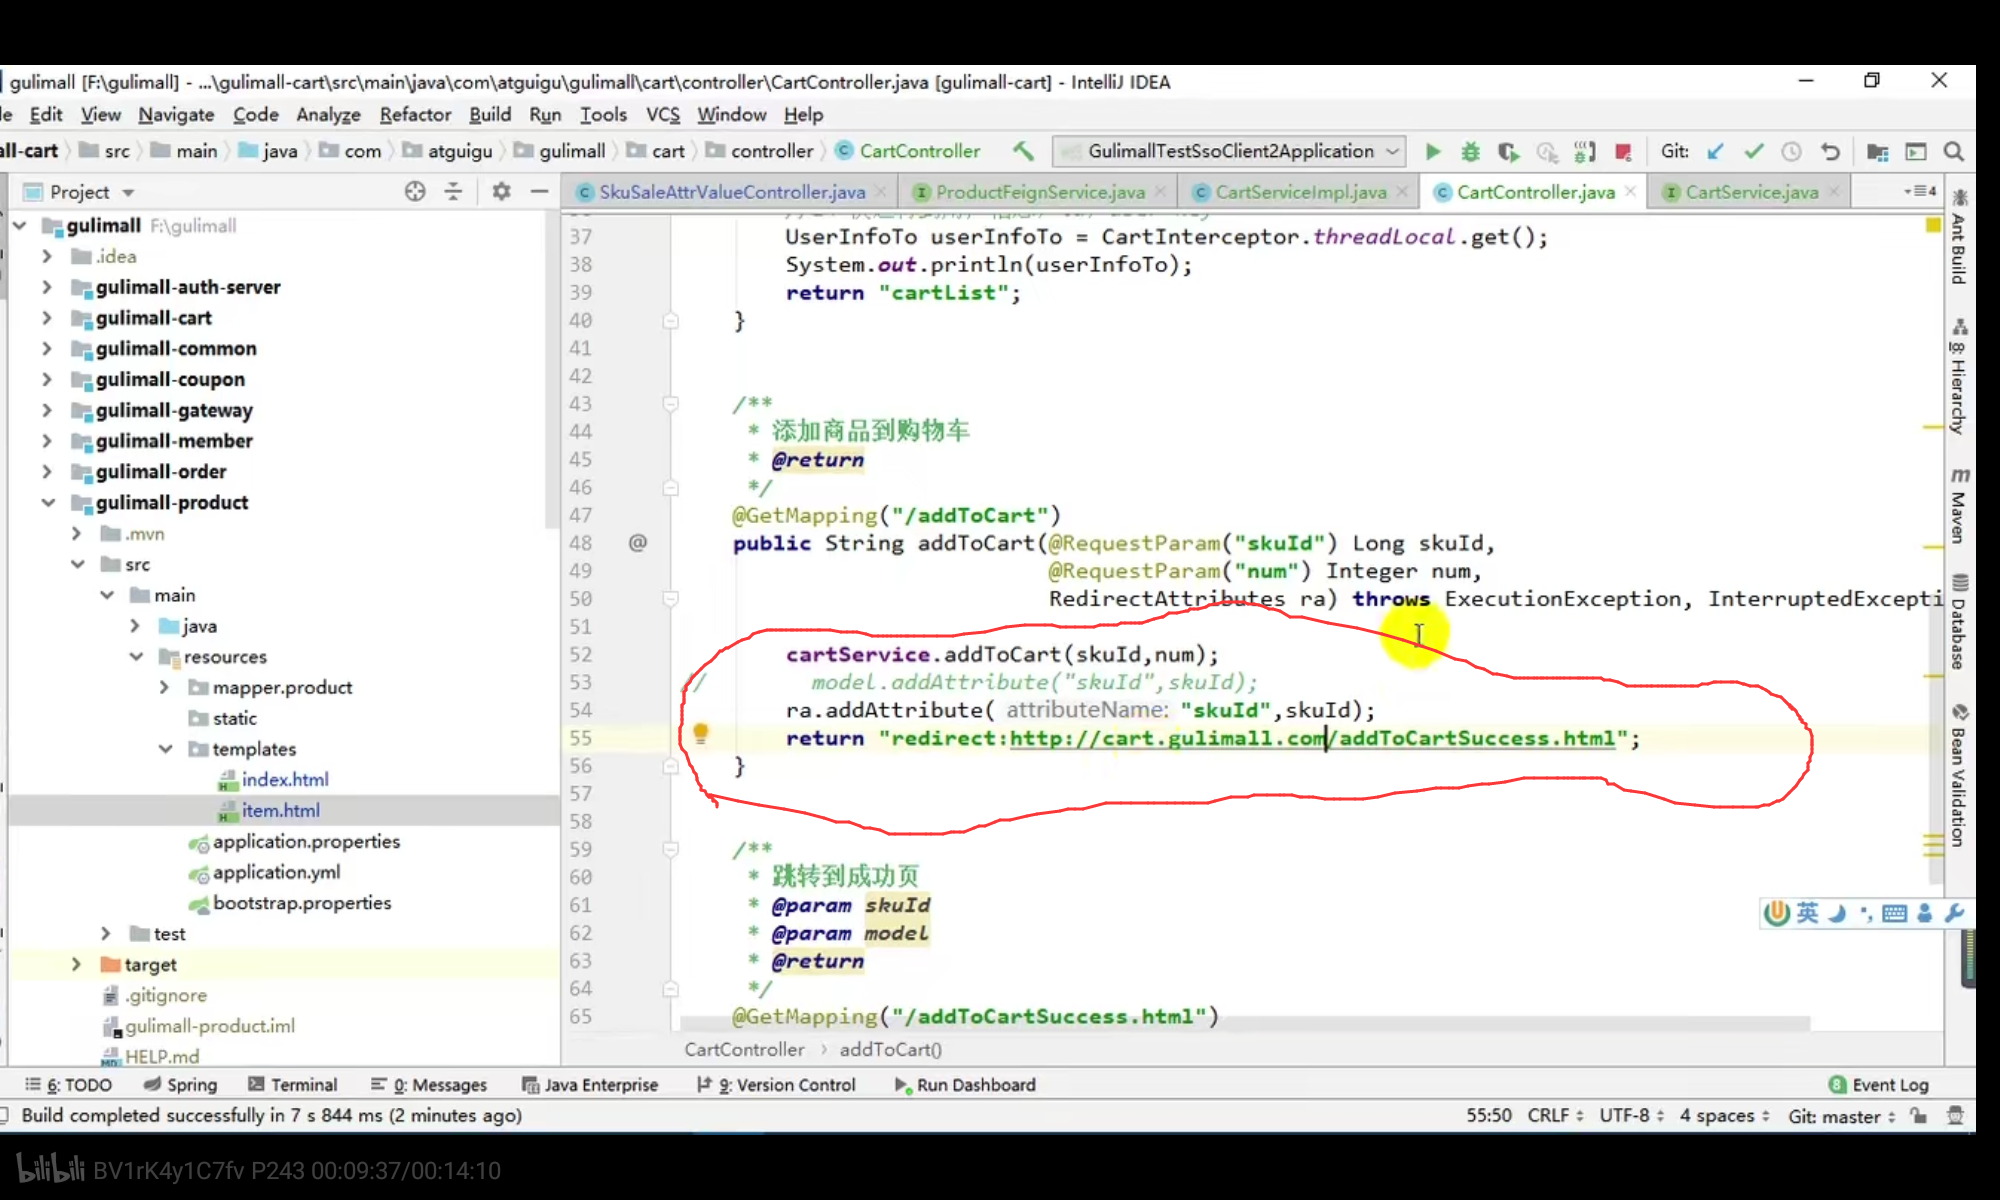 gulimall [F:\gulimall] - ...\gulimall-cart\src\main\java\com\atguigu\gulimall\cart\controller\CartController.java [gulimall-cart] - IntelliJ IDEA
Edit View Navigate Code Analyze Refactor Build Run Tools VCS Window Help
all-cart src main java com atguigu gulimall cart controller CartController GulimallTestSsoClient2Application Git:
Project SkuSaleAttrValueController.java ProductFeignService.java CartServiceImpl.java CartController.java CartService.java 4
gulimall F:\gulimall
.idea
gulimall-auth-server
gulimall-cart
gulimall-common
gulimall-coupon
gulimall-gateway
gulimall-member
gulimall-order
gulimall-product
.mvn
src
main
java
resources
mapper.product
static
templates
index.html
item.html
application.properties
application.yml
bootstrap.properties
test
target
.gitignore
gulimall-product.iml
HELP.md
37 UserInfoTo userInfoTo = CartInterceptor.threadLocal.get();
38 System.out.println(userInfoTo);
39 return "cartList";
40 }
41
42
43 /**
44 * 添加商品到购物车
45 * @return
46 */
47 @GetMapping("/addToCart")
48 @ public String addToCart(@RequestParam("skuId") Long skuId,
49 @RequestParam("num") Integer num,
50 RedirectAttributes ra) throws ExecutionException, InterruptedExcepti
51
52 cartService.addToCart(skuId,num);
53 // model.addAttribute("skuId",skuId);
54 ra.addAttribute( attributeName: "skuId",skuId);
55 return "redirect:http://cart.gulimall.com/addToCartSuccess.html";
56 }
57
58
59 /**
60 * 跳转到成功页
61 * @param skuId
62 * @param model
63 * @return
64 */
65 @GetMapping("/addToCartSuccess.html")
CartController › addToCart()
Ant Build
8: Hierarchy
m Maven
Database
Bean Validation
英
6: TODO Spring Terminal 0: Messages Java Enterprise 9: Version Control Run Dashboard 8 Event Log
Build completed successfully in 7 s 844 ms (2 minutes ago) 55:50 CRLF UTF-8 4 spaces Git: master
bilibili BV1rK4y1C7fv P243 00:09:37/00:14:10